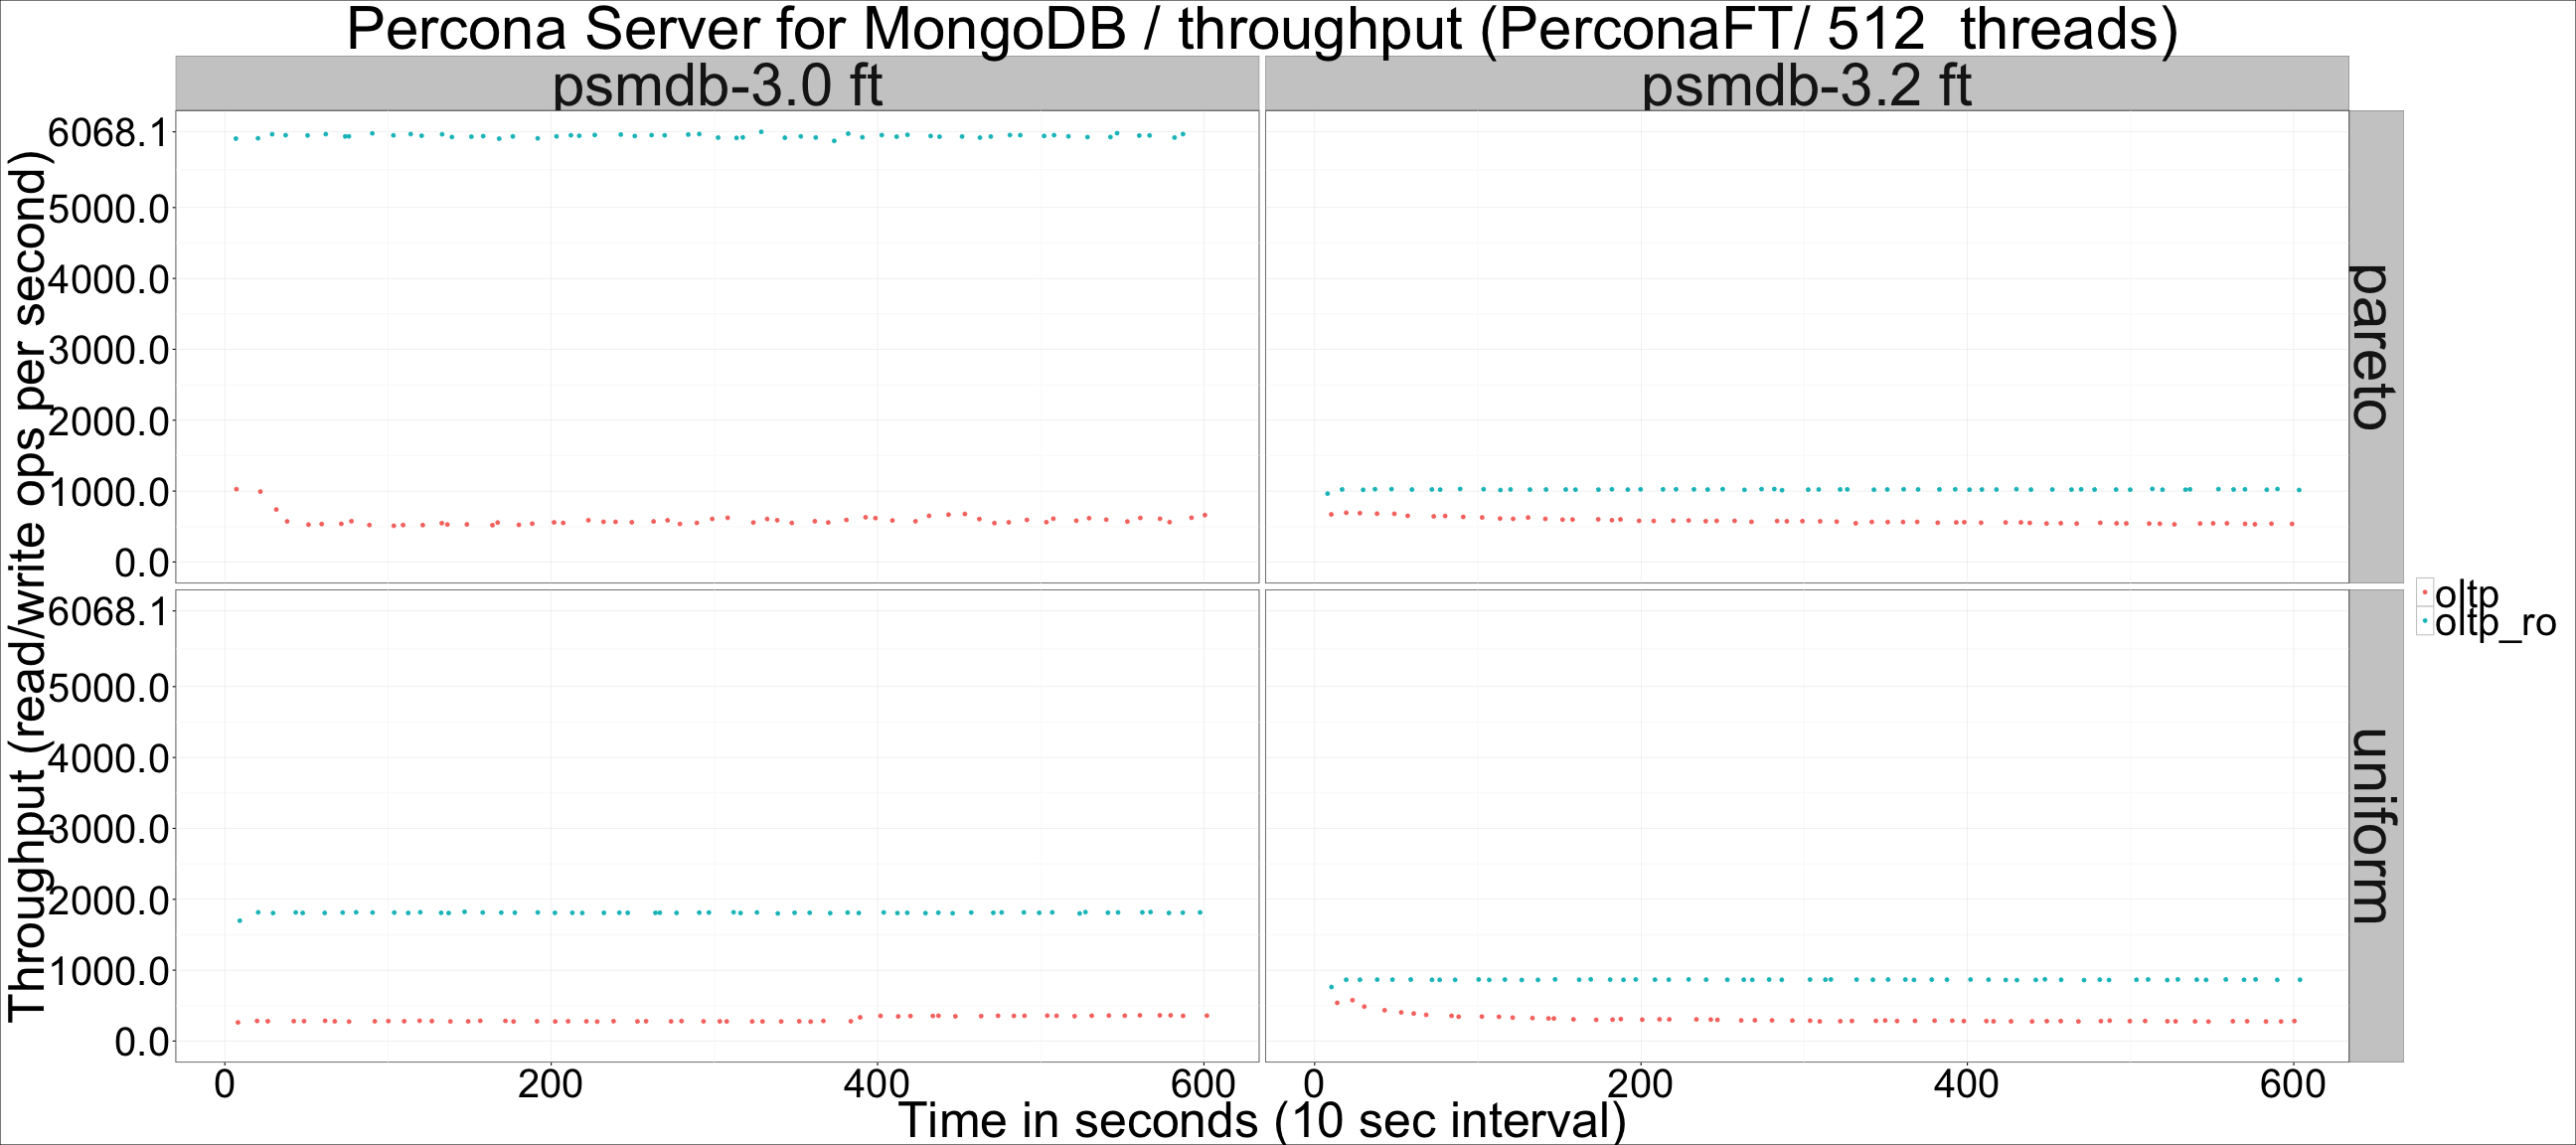 Percona Server for MongoDB / throughput (PerconaFT/ 512  threads)
psmdb-3.0 ft
psmdb-3.2 ft
Throughput (read/write ops per second)
6068.1
5000.0
4000.0
3000.0
2000.0
1000.0
0.0
pareto
6068.1
5000.0
4000.0
3000.0
2000.0
1000.0
0.0
uniform
oltp
oltp_ro
0 200 400 600
0 200 400 600
Time in seconds (10 sec interval)